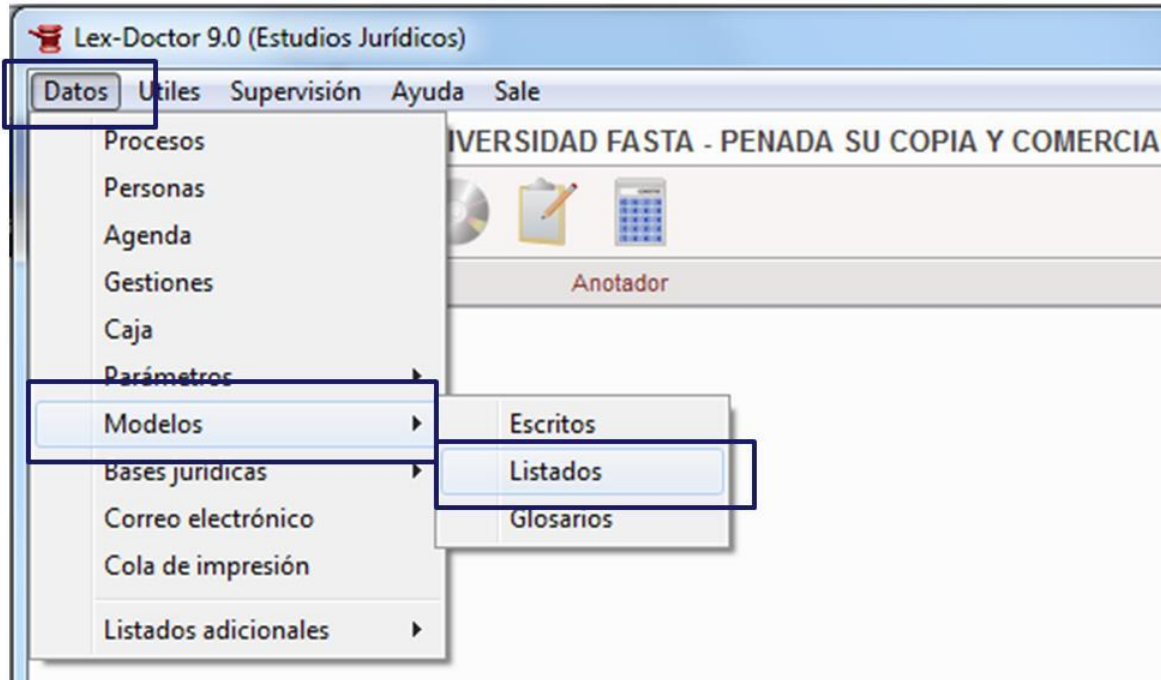 Lex-Doctor 9.0 (Estudios Jurídicos)
Datos Utiles Supervisión Ayuda Sale
Procesos
IVERSIDAD FASTA - PENADA SU COPIA Y COMERCIA
Personas
Agenda
Gestiones
Anotador
Caja
Parámetros
Modelos
Escritos
Bases jurídicas
Listados
Correo electrónico
Glosarios
Cola de impresión
Listados adicionales